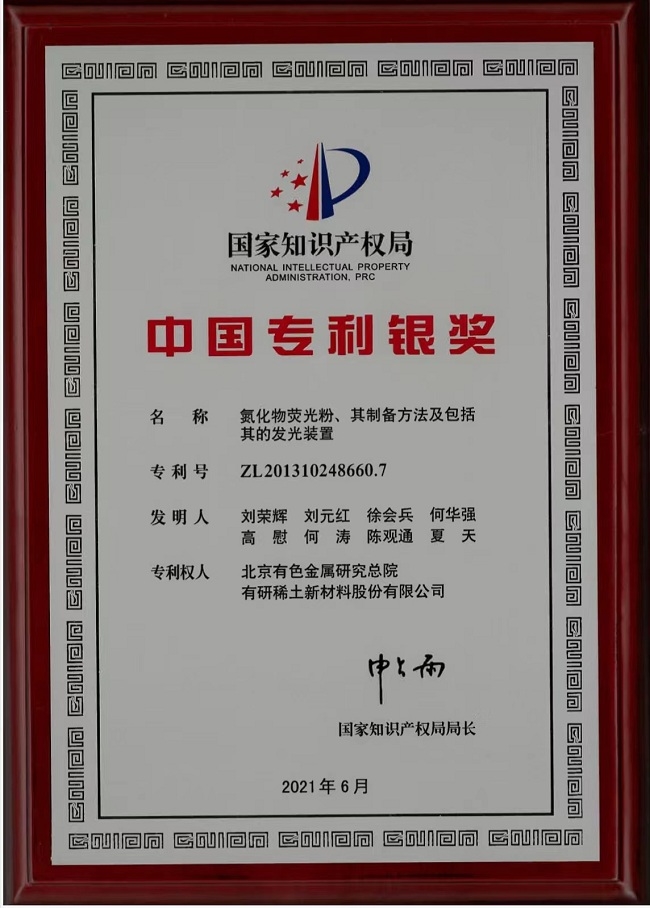 国家知识产权局
NATIONAL INTELLECTUAL PROPERTY
ADMINISTRATION, PRC
中国专利银奖
名 称 氮化物荧光粉、其制备方法及包括
其的发光装置
专利号 ZL201310248660.7
发明人 刘荣辉 刘元红 徐会兵 何华强
高 慰 何 涛 陈观通 夏 天
专利权人 北京有色金属研究总院
有研稀土新材料股份有限公司
申长雨
国家知识产权局局长
2021年6月